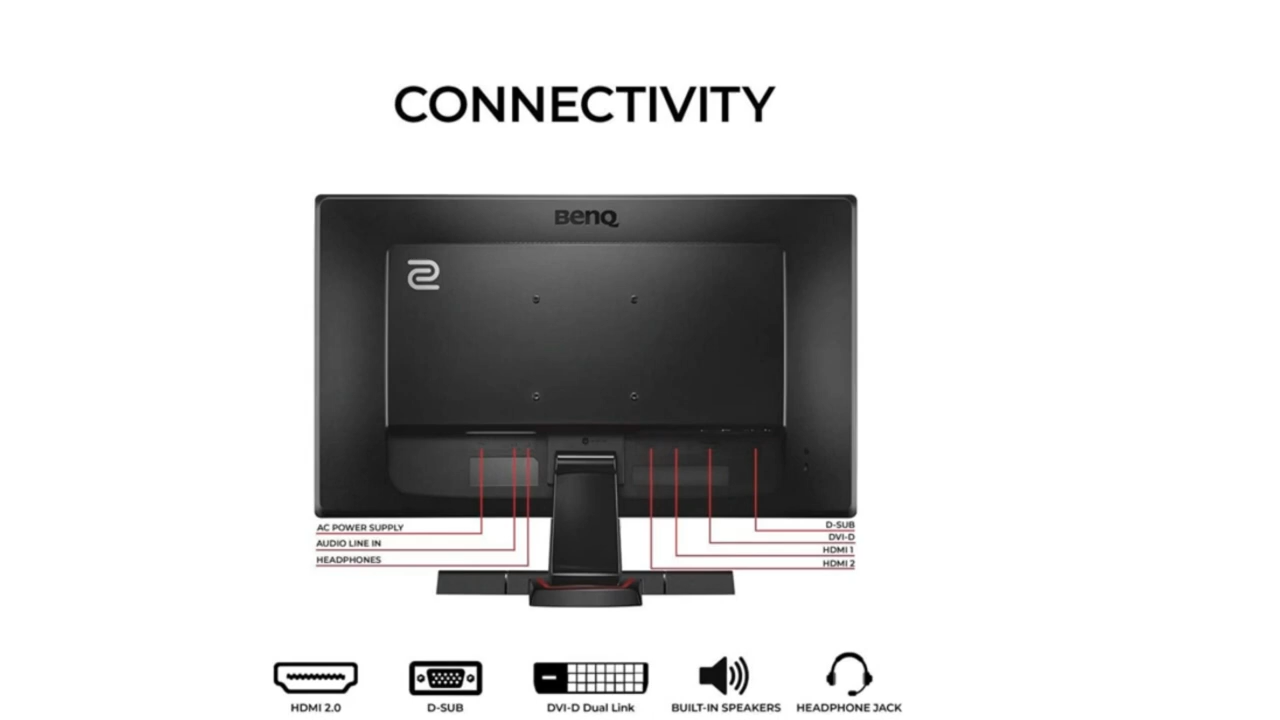 CONNECTIVITY
BenQ
AC POWER SUPPLY
AUDIO LINE IN
HEADPHONES
D-SUB
DVI-D
HDMI 1
HDMI 2
HDMI 2.0
D-SUB
DVI-D Dual Link
BUILT-IN SPEAKERS
HEADPHONE JACK